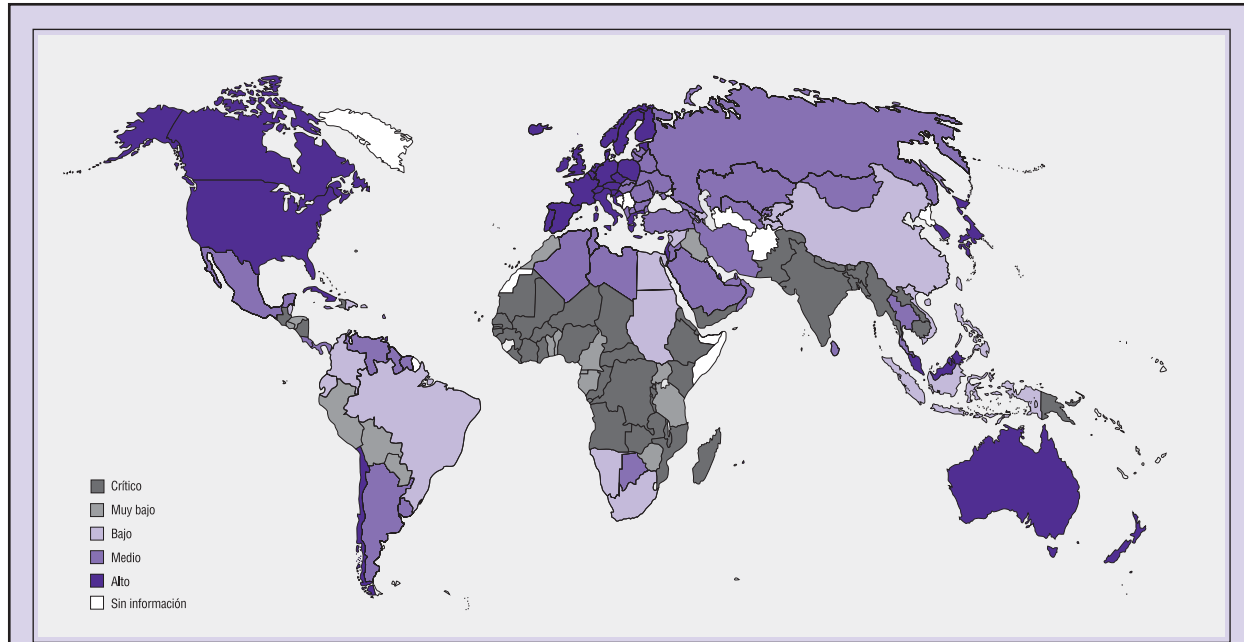 Crítico
Muy bajo
Bajo
Medio
Alto
Sin información